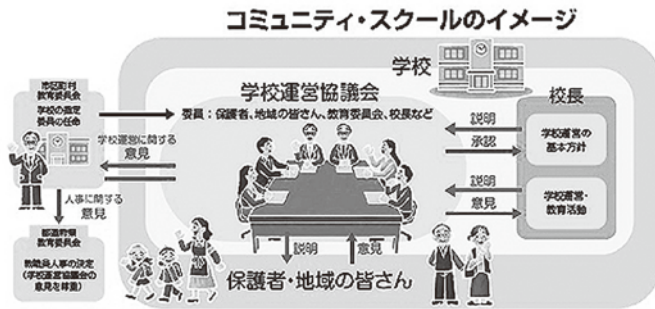 コミュニティ・スクールのイメージ
学校
市区町村
教育委員会
学校の指定
委員の任命
学校運営協議会
委員：保護者、地域の皆さん、教育委員会、校長など
学校運営に関する
意見
人事に関する
意見
都道府県
教育委員会
教職員人事の決定
(学校運営協議会の
意見を尊重)
校長
説明
承認
学校運営の
基本方針
説明
意見
学校運営・
教育活動
説明
意見
保護者・地域の皆さん